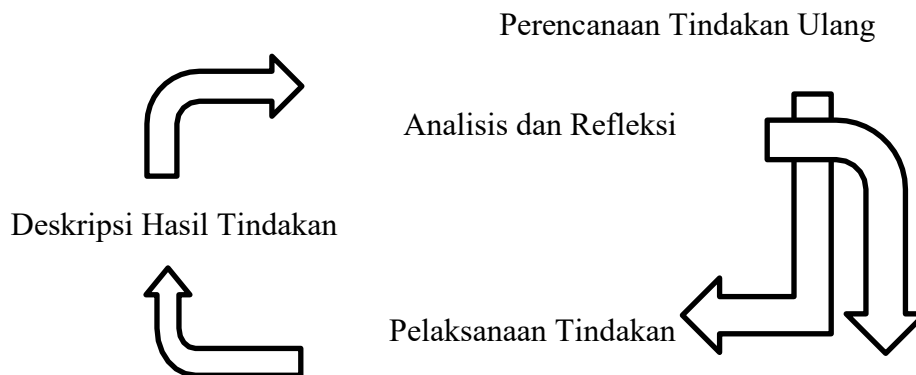 Perencanaan Tindakan Ulang
Analisis dan Refleksi
Deskripsi Hasil Tindakan
Pelaksanaan Tindakan